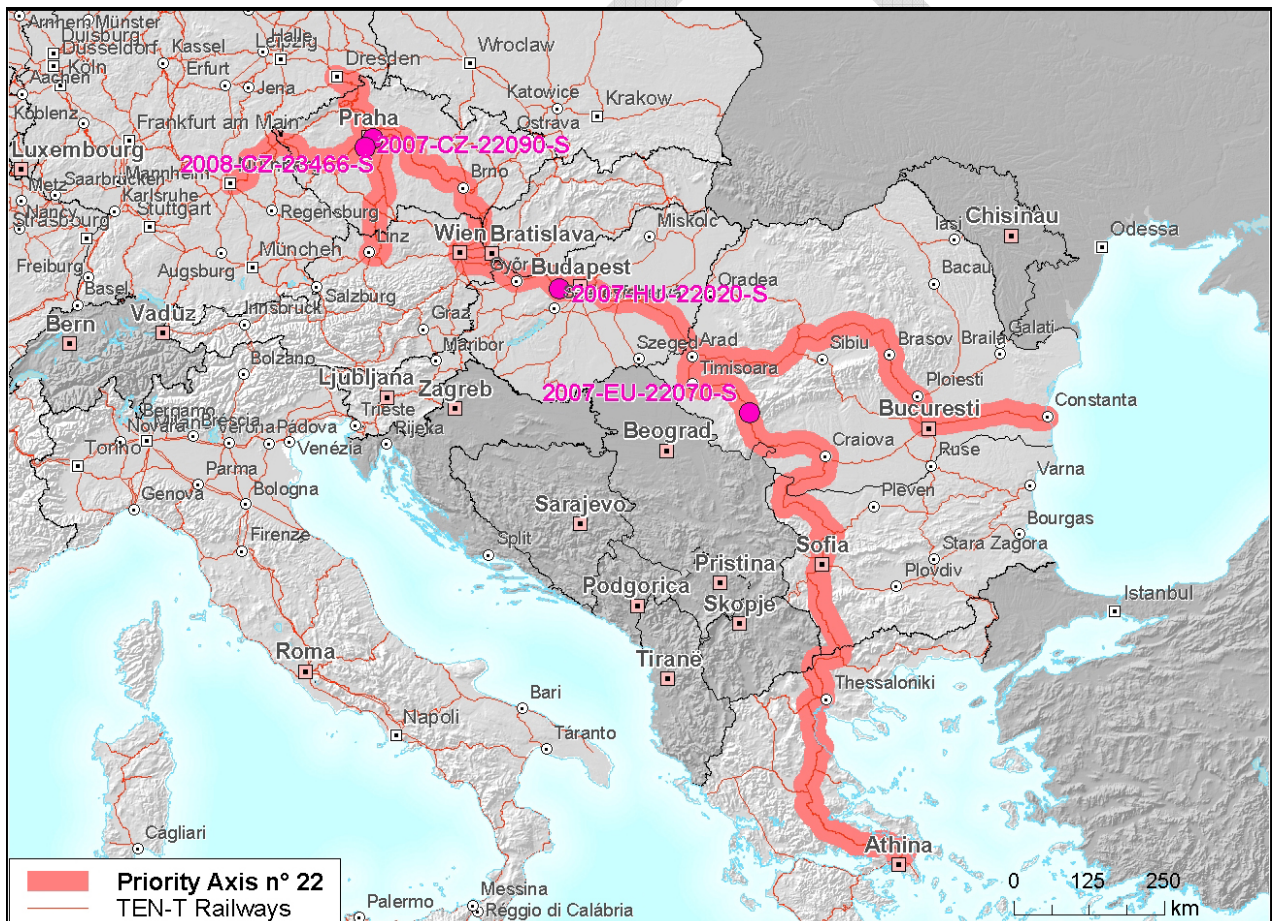 Arnhem
Münster
Duisburg
Düsseldorf
Köln
Aachen
Koblenz
Kassel
Erfurt
Halle
Leipzig
Jena
Dresden
Wroclaw
Katowice
Krakow
Ostrava
Frankfurt am Main
Praha
2007-CZ-22090-S
2008-CZ-23466-S
Luxembourg
Mannheim
Metz
Saarbrücken
Karlsruhe
Nancy
Strasbourg
Stuttgart
Regensburg
Brno
Freiburg
Augsburg
München
Linz
Wien
Bratislava
Miskolc
Chisinau
Iasi
Odessa
Basel
Salzburg
Györ
Budapest
2007-HU-22020-S
Oradea
Bacau
Bern
Vaduz
Innsbruck
Graz
Maribor
Szeged
Arad
Sibiu
Brasov
Braila
Galati
Bolzano
Ljubljana
Zagreb
Timisoara
Ploiesti
2007-EU-22070-S
Bucuresti
Constanta
Bergamo
Novara
Milano
Brescia
Verona
Pádova
Venézia
Trieste
Rijeka
Torino
Beograd
Craiova
Ruse
Parma
Bologna
Genova
Pleven
Varna
Firenze
Sarajevo
Split
Sofia
Bourgas
Stara Zagora
Plovdiv
Pristina
Podgorica
Skopje
Istanbul
Roma
Tiranë
Thessaloniki
Bari
Napoli
Táranto
Cágliari
Athina
Messina
Reggio di Calábria
Palermo
Priority Axis n° 22
TEN-T Railways
0 125 250
km